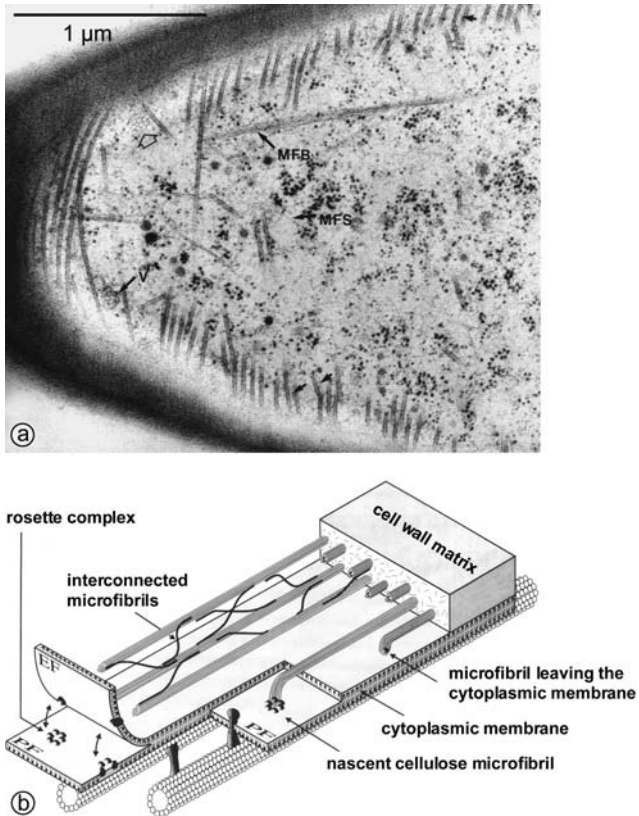 1 µm
MFB
MFS
V
a
rosette complex
cell wall matrix
interconnected
microfibrils
EF
microfibril leaving the
cytoplasmic membrane
PF
PF
cytoplasmic membrane
nascent cellulose microfibril
b